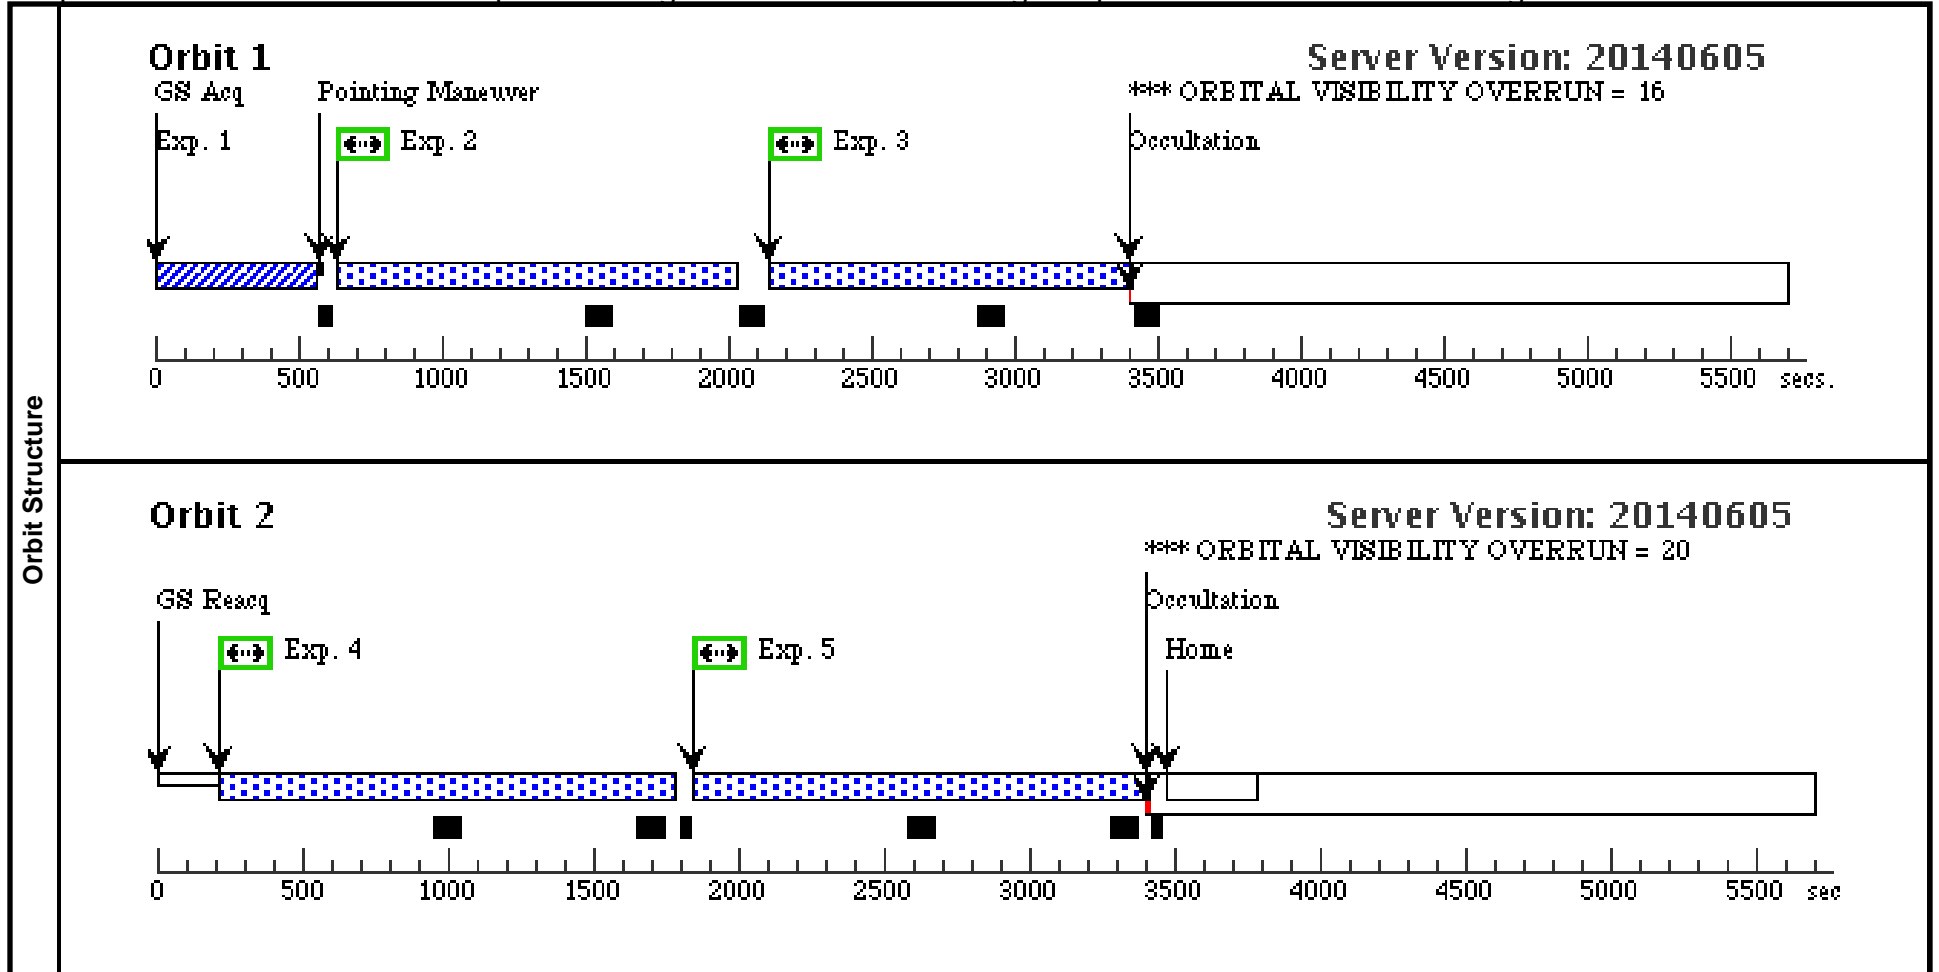 Orbit Structure
Orbit 1
Server Version: 20140605
GS Acq
Pointing Maneuver
*** ORBITAL VISIBILITY OVERRUN = 16
Exp. 1
Exp. 2
Exp. 3
Occultation
0 500 1000 1500 2000 2500 3000 3500 4000 4500 5000 5500 secs.
Orbit 2
Server Version: 20140605
*** ORBITAL VISIBILITY OVERRUN = 20
GS Reacq
Occultation
Exp. 4
Exp. 5
Home
0 500 1000 1500 2000 2500 3000 3500 4000 4500 5000 5500 sec